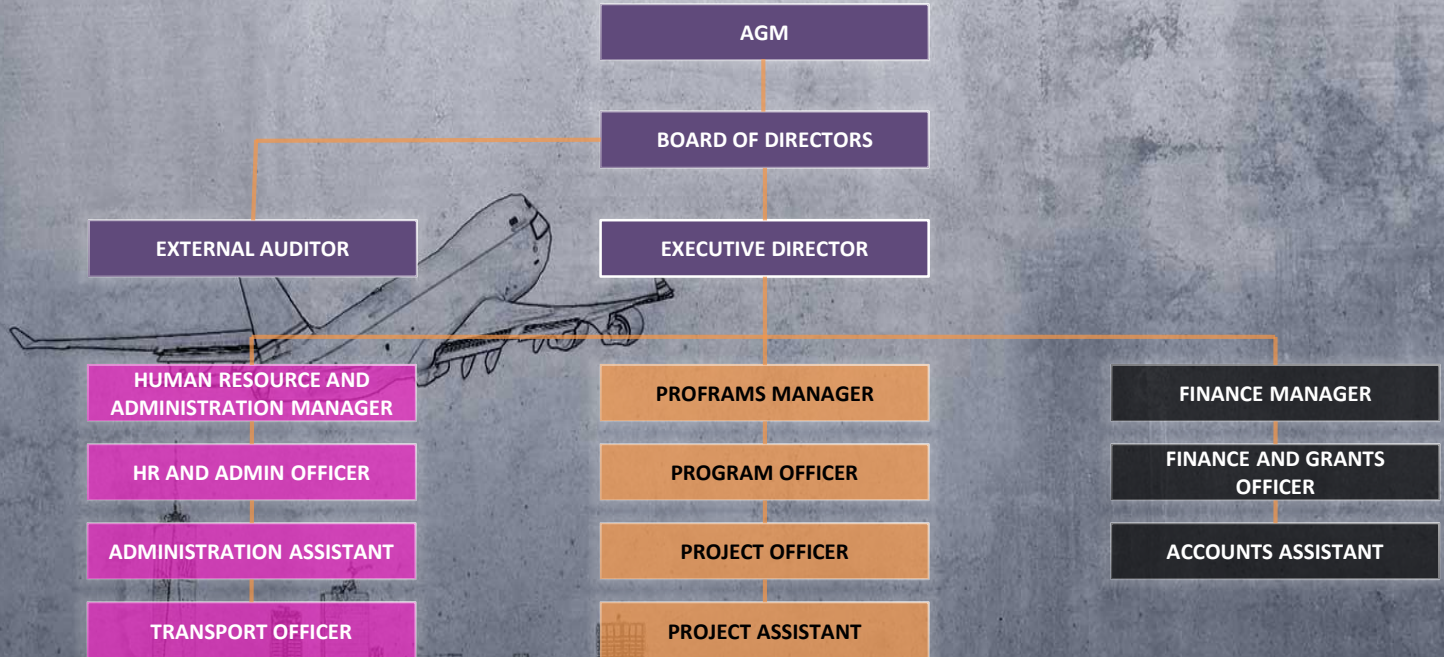 AGM
BOARD OF DIRECTORS
EXTERNAL AUDITOR
EXECUTIVE DIRECTOR
HUMAN RESOURCE AND
ADMINISTRATION MANAGER
PROFRAMS MANAGER
FINANCE MANAGER
HR AND ADMIN OFFICER
PROGRAM OFFICER
FINANCE AND GRANTS
OFFICER
ADMINISTRATION ASSISTANT
PROJECT OFFICER
ACCOUNTS ASSISTANT
TRANSPORT OFFICER
PROJECT ASSISTANT